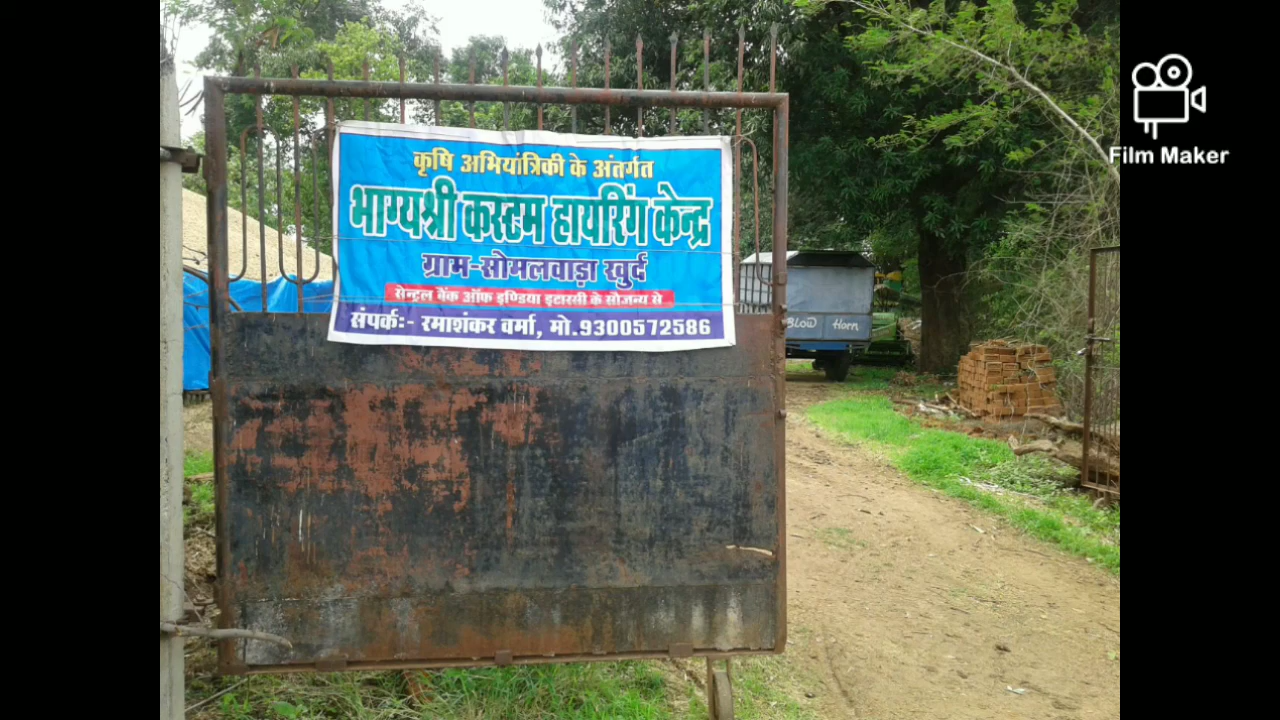 कृषि अभियांत्रिकी के अंतर्गत
भाग्यश्री कस्टम हायरिंग केन्द्र
ग्राम-सोमलवाड़ा खुर्द
सेन्ट्रल बैंक ऑफ इण्डिया इटारसी के सोजन्य से
संपर्कः- रमाशंकर वर्मा, मो.9300572586
Blow Horn
Film Maker